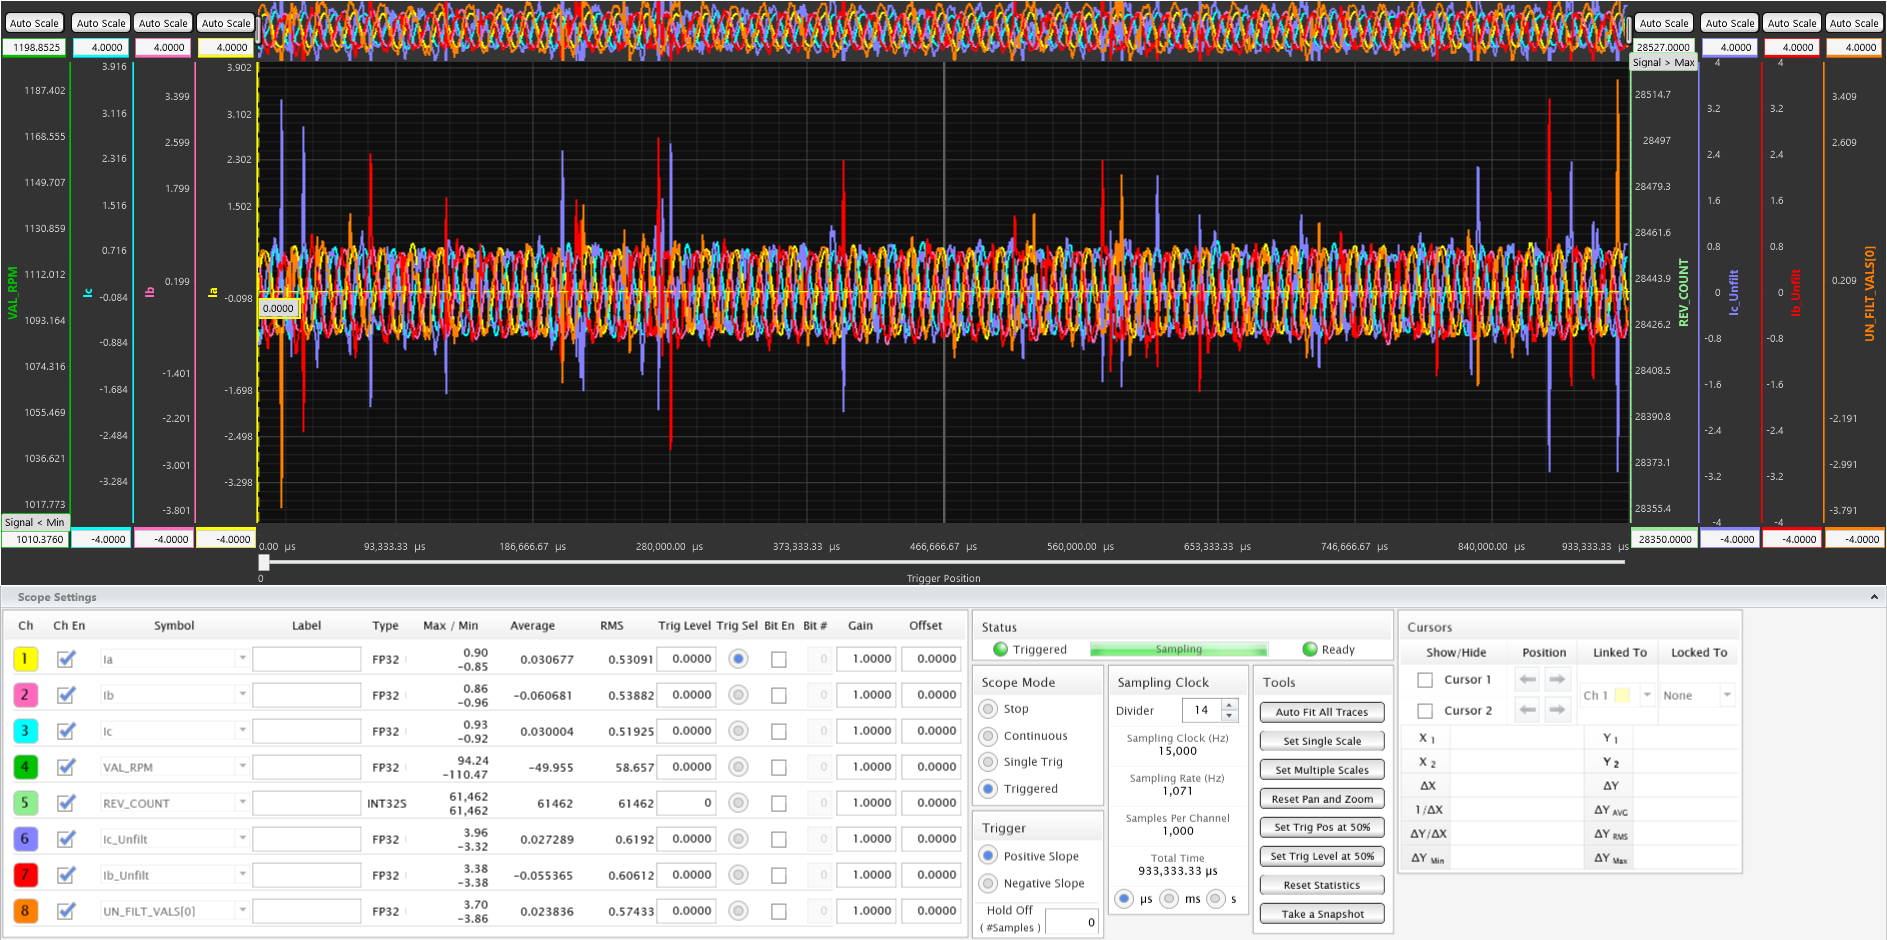 Auto Scale Auto Scale Auto Scale Auto Scale Auto Scale Auto Scale Auto Scale Auto Scale
1198.8525 4.0000 4.0000 4.0000 28527.0000 4.0000 4.0000 4.0000
Signal > Max
3.916 3.902 4 4
1187.402 3.399 28514.7 3.409
3.116 3.102 3.2 3.2
1168.555 2.599 28497 2.609
2.316 2.302 2.4 2.4
1149.707 1.799 28479.3
1.516 1.502 1.6 1.6
1130.859 28461.6
0.716 0.8 0.8
1112.012 0.199 28443.9 0.209
-0.084 -0.098 0 0
VAL_RPM Ic Ib Ia REV_COUNT Ic_Unfilt Ib_Unfilt UN_FILT_VALS[0]
0.0000
1093.164 28426.2
-0.884 -0.8 -0.8
1074.316 -1.401 28408.5
-1.684 -1.698 -1.6 -1.6
1055.469 -2.201 28390.8 -2.191
-2.484 -2.498 -2.4 -2.4
1036.621 -3.001 28373.1 -2.991
-3.284 -3.298 -3.2 -3.2
1017.773 -3.801 28355.4 -3.791
Signal < Min -4 -4
1010.3760 -4.0000 -4.0000 -4.0000 28350.0000 -4.0000 -4.0000 -4.0000
0.00 µs 93,333.33 µs 186,666.67 µs 280,000.00 µs 373,333.33 µs 466,666.67 µs 560,000.00 µs 653,333.33 µs 746,666.67 µs 840,000.00 µs 933,333.33 µs
0 Trigger Position
Scope Settings
Ch Ch En Symbol Label Type Max / Min Average RMS Trig Level Trig Sel Bit En Bit # Gain Offset
1 Ia FP32 0.90 -0.85 0.030677 0.53091 0.0000 0 1.0000 0.0000
2 Ib FP32 0.86 -0.96 -0.060681 0.53882 0.0000 0 1.0000 0.0000
3 Ic FP32 0.93 -0.92 0.030004 0.51925 0.0000 0 1.0000 0.0000
4 VAL_RPM FP32 94.24 -110.47 -49.955 58.657 0.0000 0 1.0000 0.0000
5 REV_COUNT INT32S 61,462 61,462 61462 61462 0 0 1.0000 0.0000
6 Ic_Unfilt FP32 3.96 -3.32 0.027289 0.6192 0.0000 0 1.0000 0.0000
7 Ib_Unfilt FP32 3.38 -3.38 -0.055365 0.60612 0.0000 0 1.0000 0.0000
8 UN_FILT_VALS[0] FP32 3.70 -3.86 0.023836 0.57433 0.0000 0 1.0000 0.0000
Status
Triggered Sampling Ready
Scope Mode
Stop
Continuous
Single Trig
Triggered
Trigger
Positive Slope
Negative Slope
Hold Off
( #Samples ) 0
Sampling Clock
Divider 14
Sampling Clock (Hz)
15,000
Sampling Rate (Hz)
1,071
Samples Per Channel
1,000
Total Time
933,333.33 µs
µs ms s
Tools
Auto Fit All Traces
Set Single Scale
Set Multiple Scales
Reset Pan and Zoom
Set Trig Pos at 50%
Set Trig Level at 50%
Reset Statistics
Take a Snapshot
Cursors
Show/Hide Position Linked To Locked To
Cursor 1
Ch 1 None
Cursor 2
X 1 Y 1
X 2 Y 2
ΔX ΔY
1/ΔX ΔY AVG
ΔY/ΔX ΔY RMS
ΔY Min ΔY Max